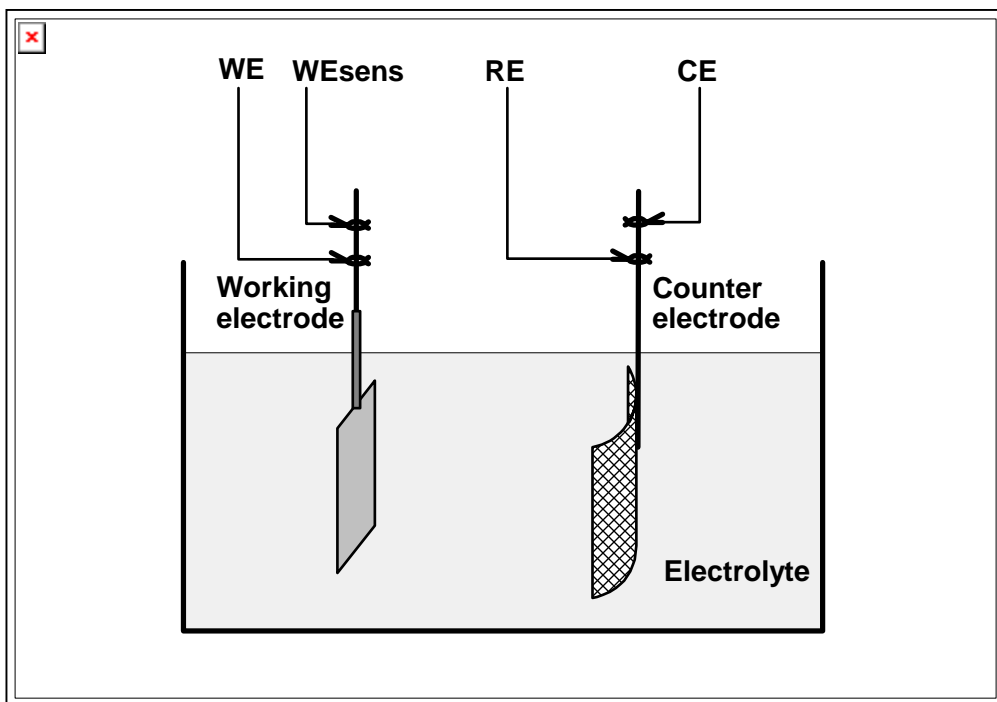 WE WEsens RE CE
Working
electrode
Counter
electrode
Electrolyte